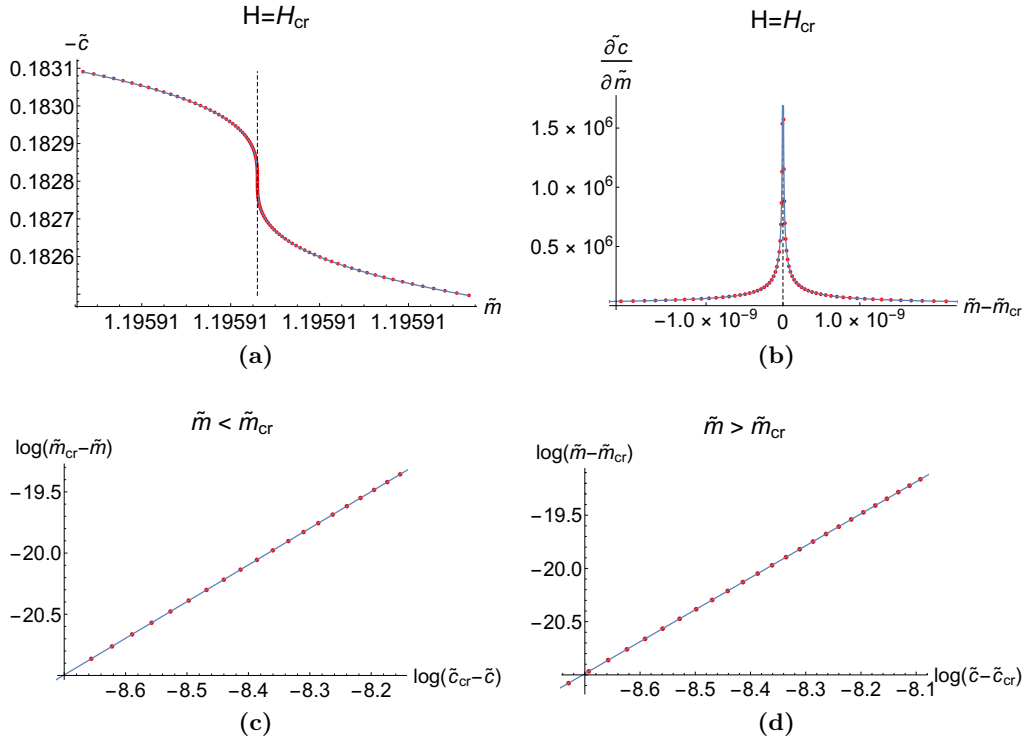 H=H_cr
−c̃
0.1831
0.1830
0.1829
0.1828
0.1827
0.1826
1.19591 1.19591 1.19591 1.19591
m̃
(a)
H=H_cr
∂c̃
∂m̃
1.5 × 10^6
1.0 × 10^6
0.5 × 10^6
−1.0 × 10^−9 0 1.0 × 10^−9
m̃−m̃_cr
(b)
m̃ < m̃_cr
log(m̃_cr−m̃)
−19.5
−20.0
−20.5
−8.6 −8.5 −8.4 −8.3 −8.2
log(c̃_cr−c̃)
(c)
m̃ > m̃_cr
log(m̃−m̃_cr)
−19.5
−20.0
−20.5
−8.6 −8.5 −8.4 −8.3 −8.2 −8.1
log(c̃−c̃_cr)
(d)